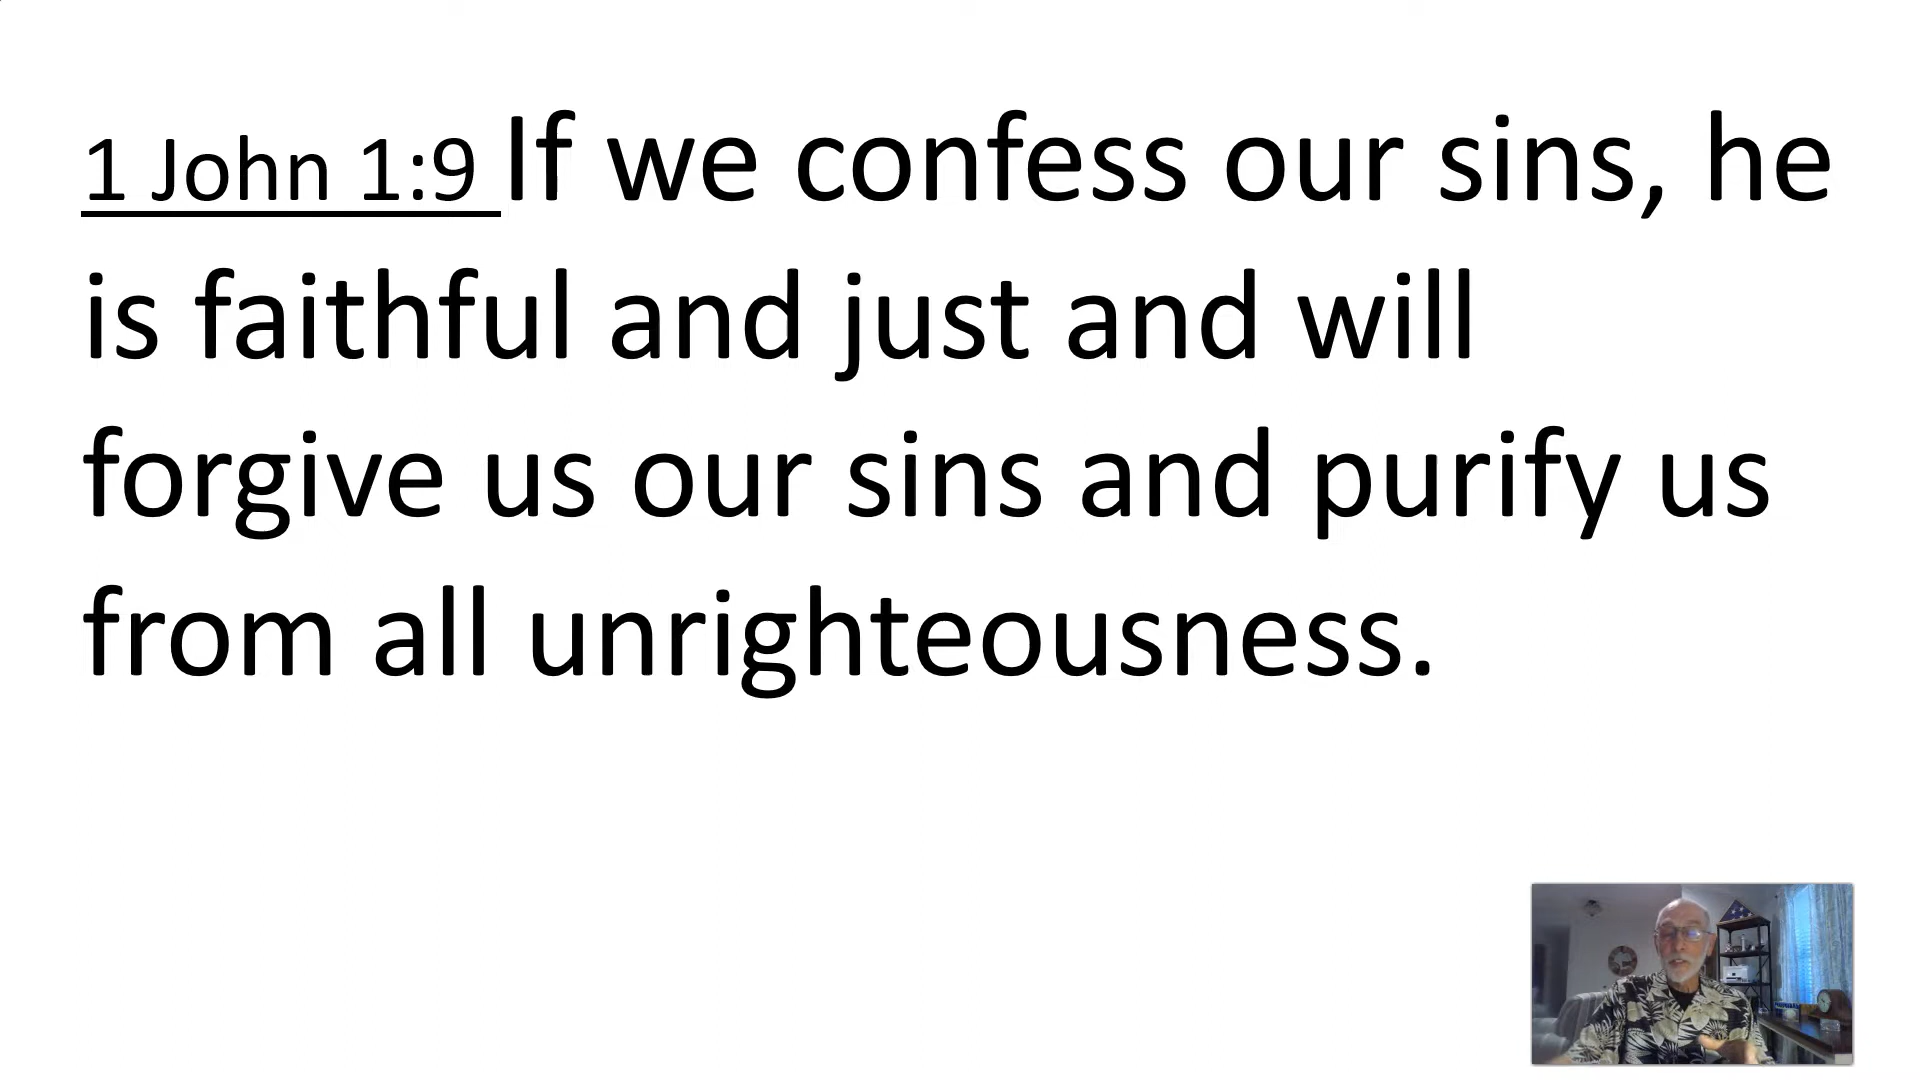 1 John 1:9 If we confess our sins, he
is faithful and just and will
forgive us our sins and purify us
from all unrighteousness.